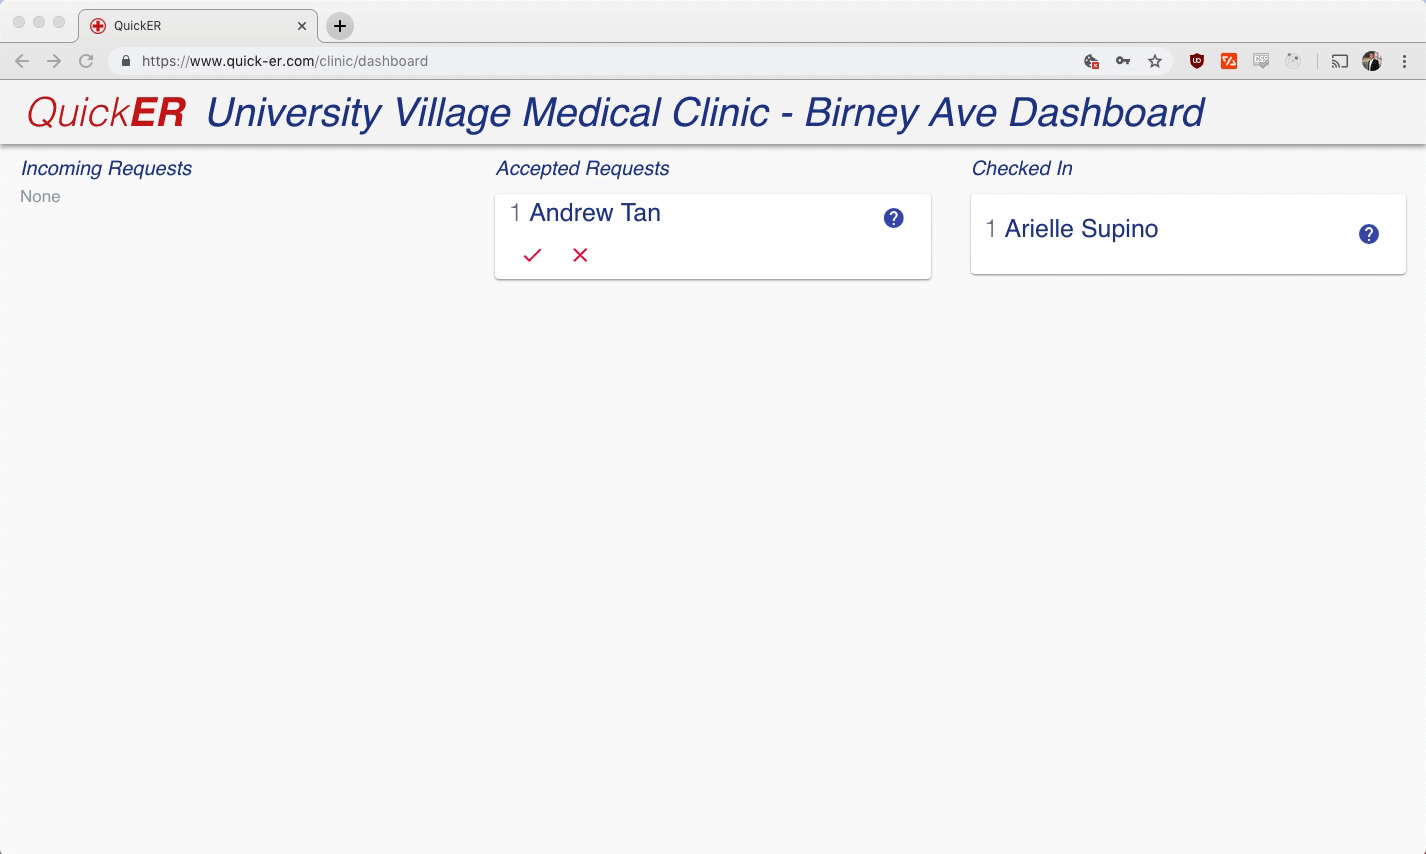 QuickER
https://www.quick-er.com/clinic/dashboard
QuickER University Village Medical Clinic - Birney Ave Dashboard
Incoming Requests
None
Accepted Requests
1 Andrew Tan
Checked In
1 Arielle Supino